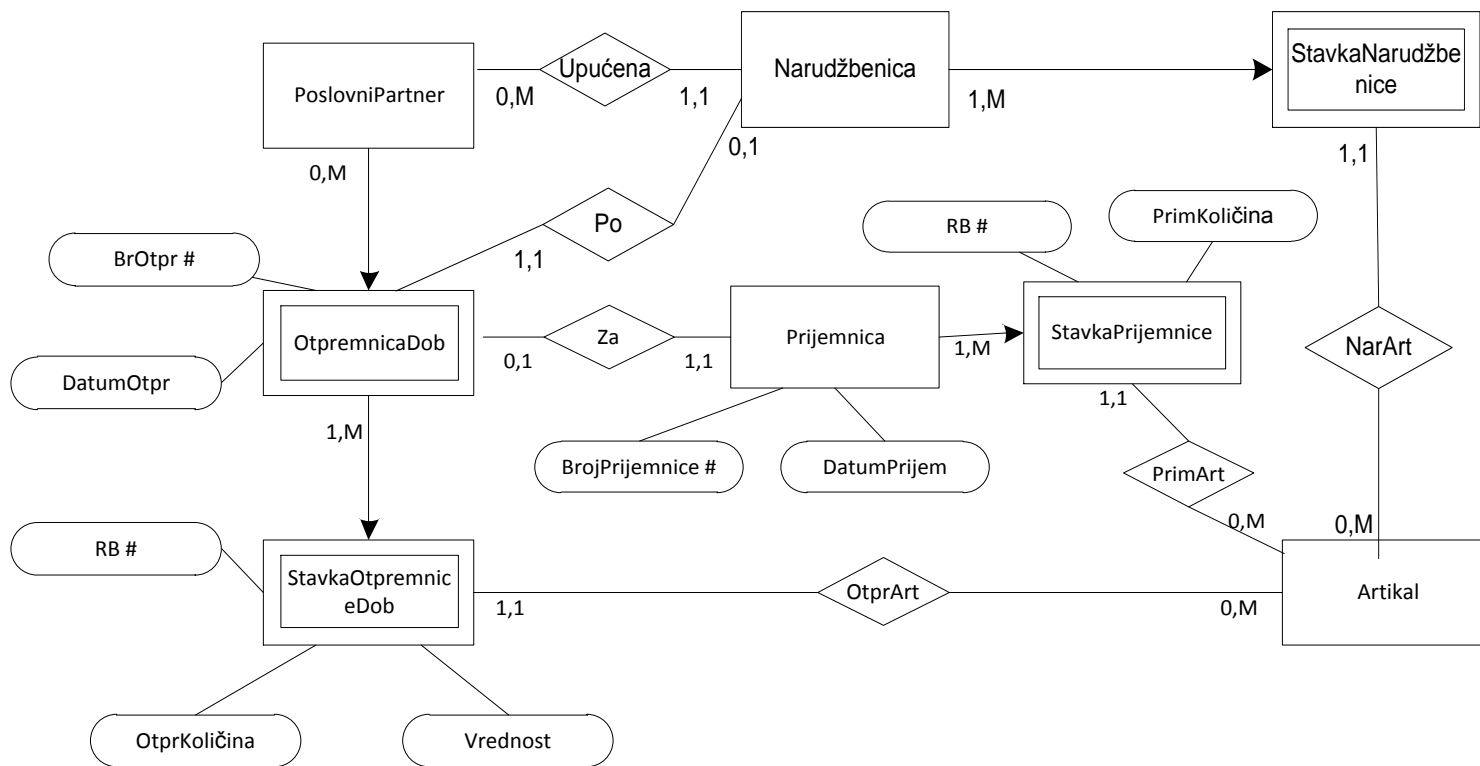 PoslovniPartner
0,M
Upućena
1,1
Narudžbenica
1,M
StavkaNarudžbe
nice
0,M
0,1
1,1
Po
1,1
RB #
PrimKoličina
BrOtpr #
OtpremnicaDob
0,1
Za
1,1
Prijemnica
1,M
StavkaPrijemnice
NarArt
DatumOtpr
1,M
1,1
BrojPrijemnice #
DatumPrijem
PrimArt
0,M
0,M
RB #
StavkaOtpremnic
eDob
1,1
OtprArt
0,M
Artikal
OtprKoličina
Vrednost